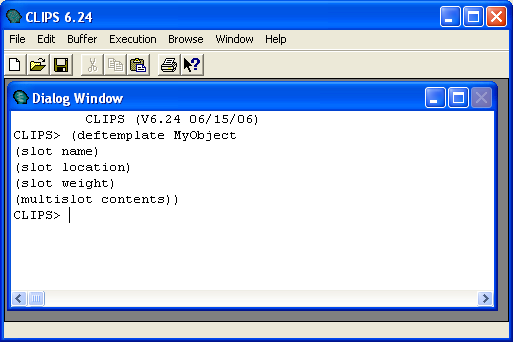 CLIPS 6.24
File Edit Buffer Execution Browse Window Help
Dialog Window
CLIPS (V6.24 06/15/06)
CLIPS> (deftemplate MyObject
(slot name)
(slot location)
(slot weight)
(multislot contents))
CLIPS>